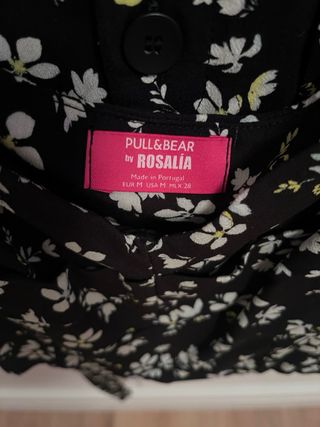 PULL&BEAR
by ROSALÍA
Made in Portugal
EUR M USA M MEX 28